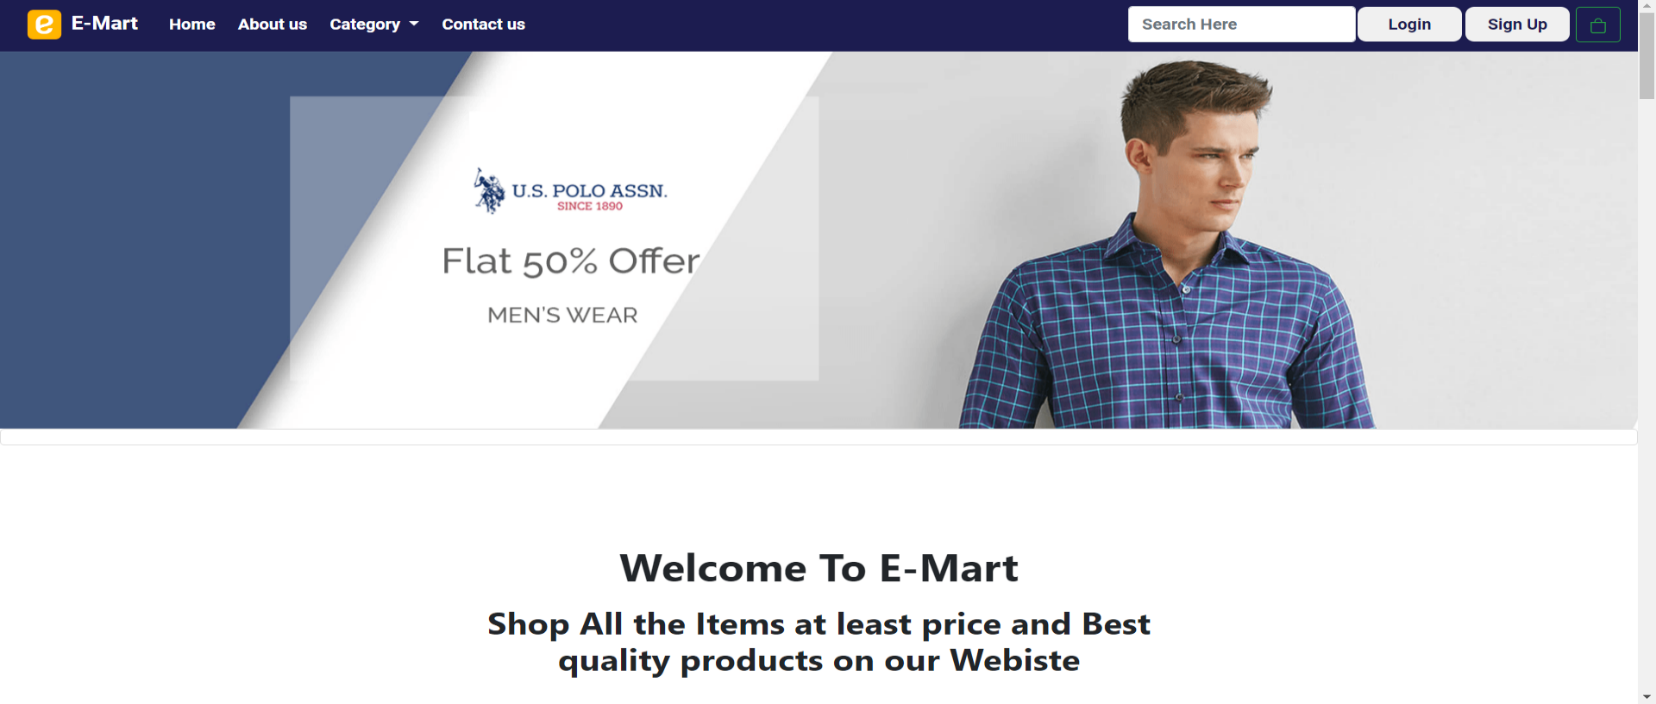 E-Mart Home About us Category Contact us Search Here Login Sign Up
U.S. POLO ASSN.
SINCE 1890
Flat 50% Offer
MEN'S WEAR
Welcome To E-Mart
Shop All the Items at least price and Best
quality products on our Webiste